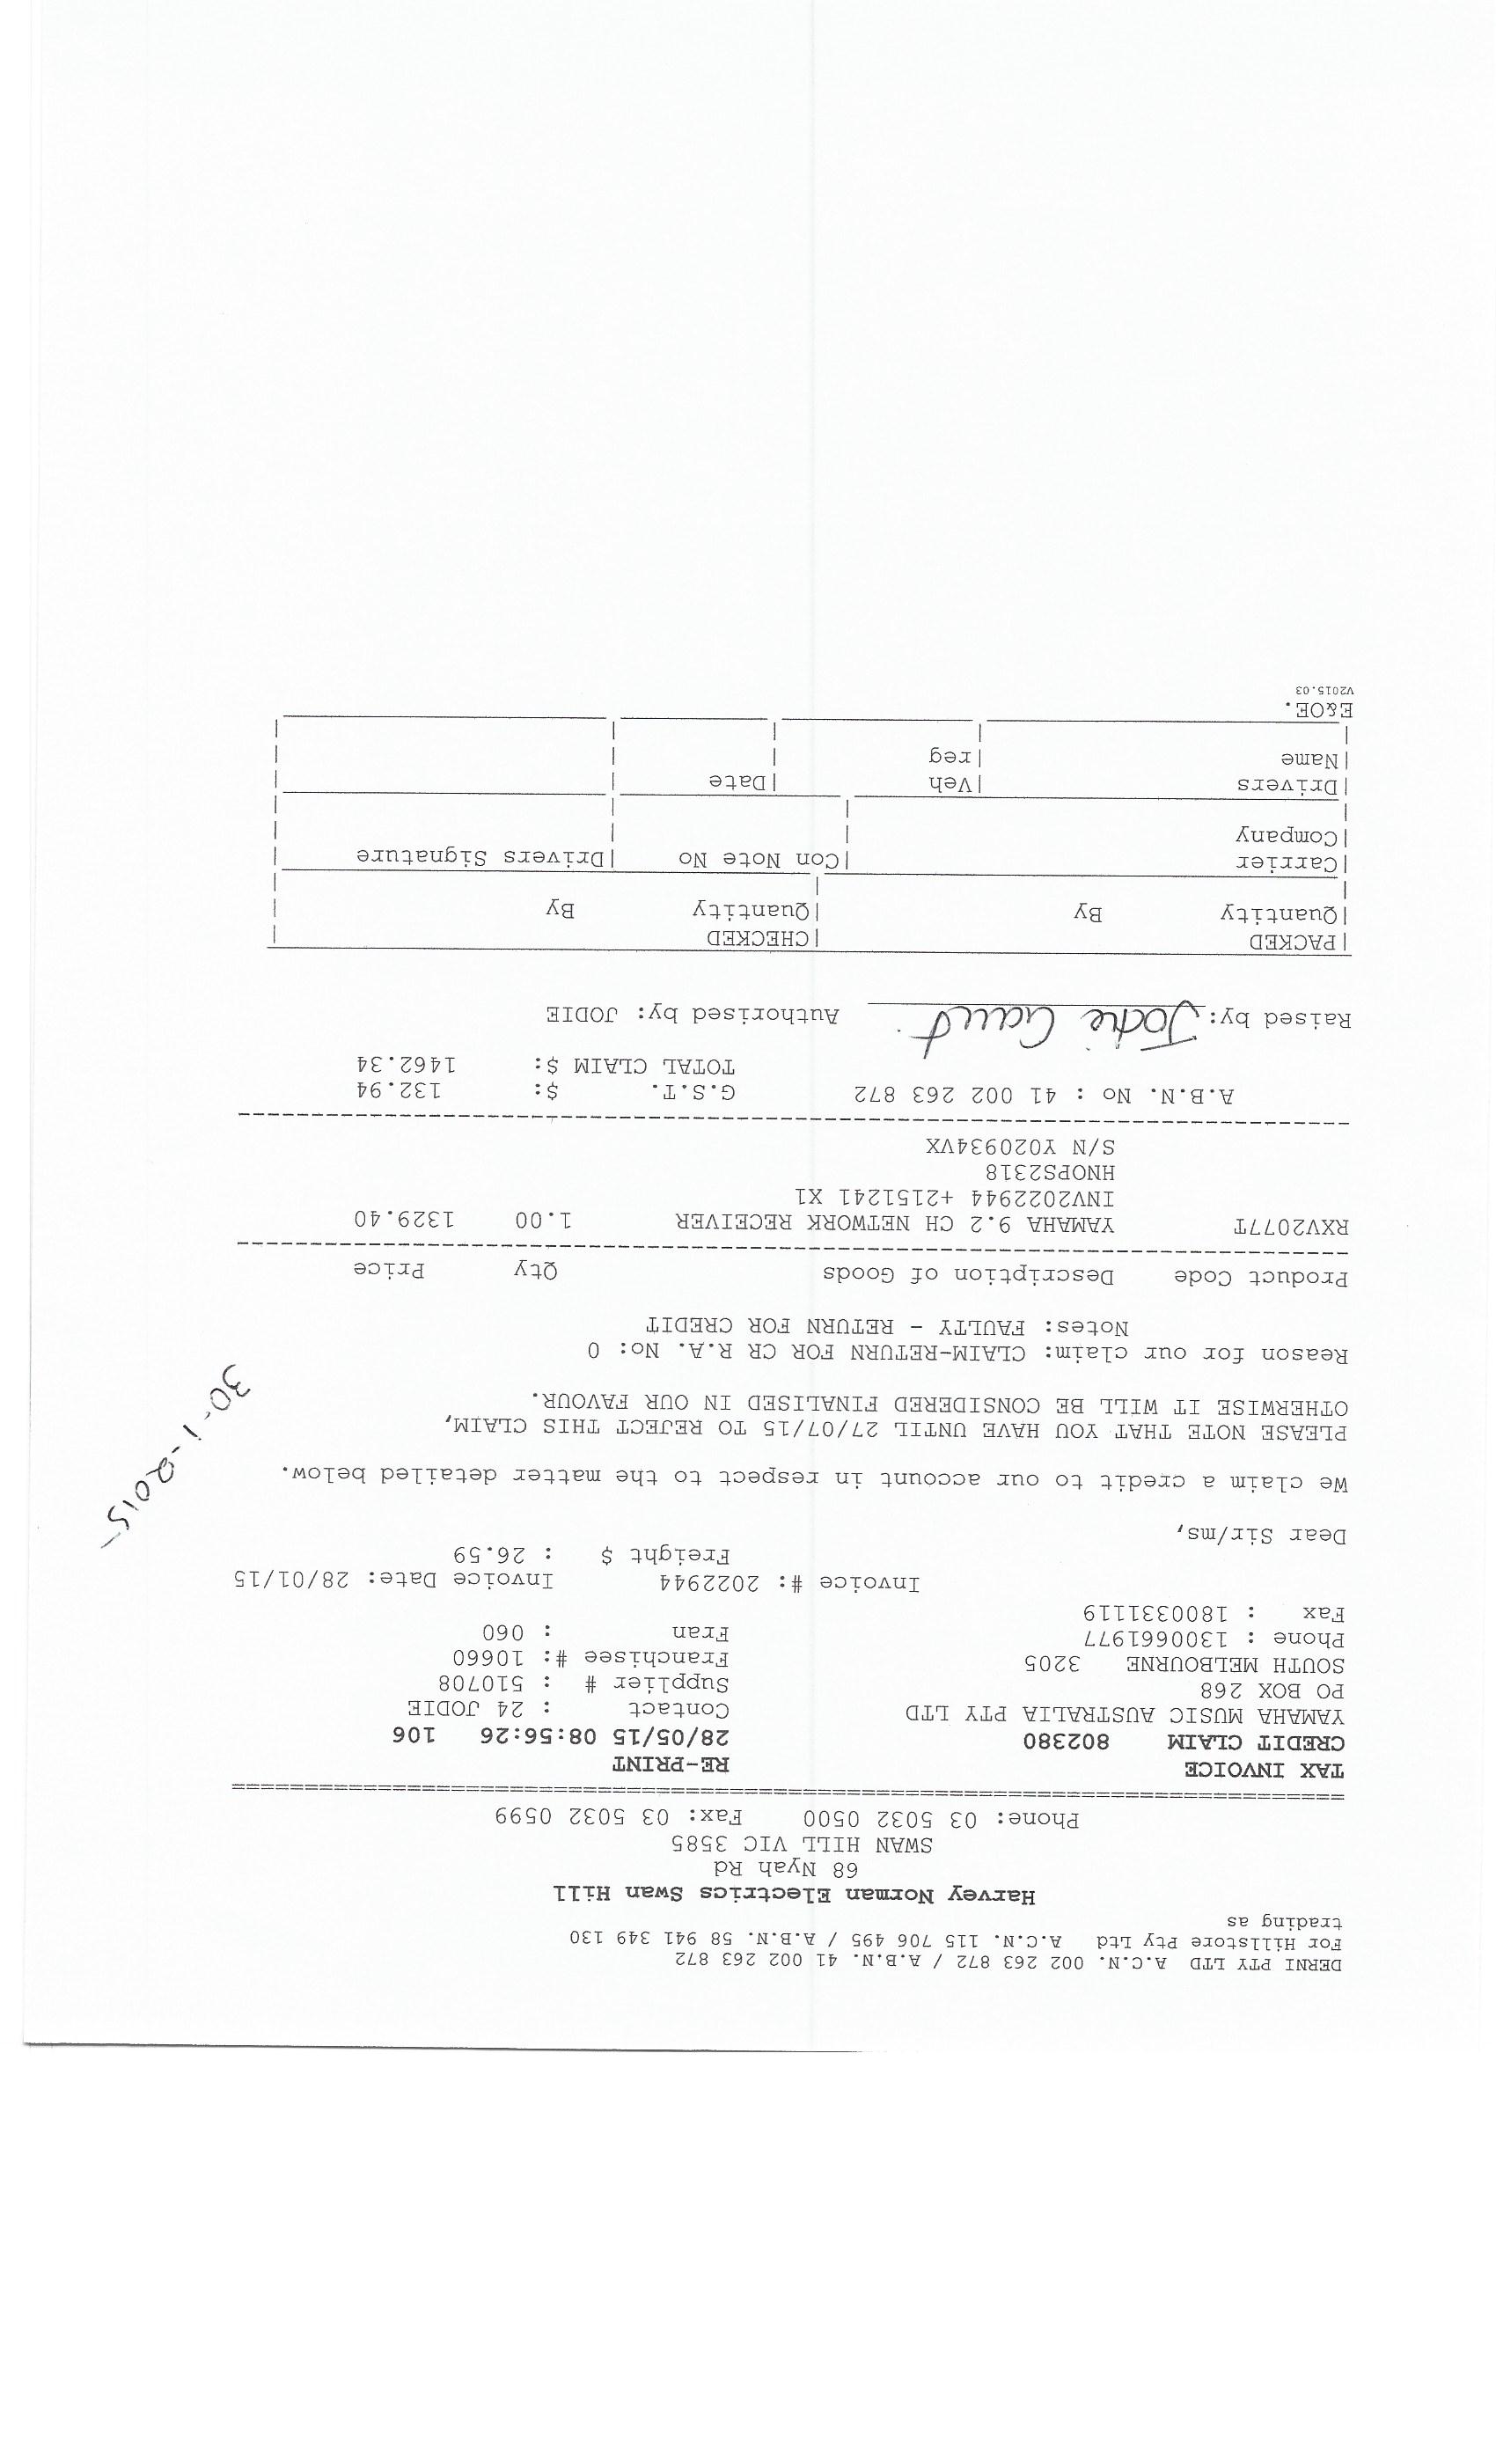 DERNI PTY LTD A.C.N. 002 263 872 / A.B.N. 41 002 263 872
For Hillstore Pty Ltd A.C.N. 115 706 495 / A.B.N. 58 941 349 130
trading as
Harvey Norman Electrics Swan Hill
68 Nyah Rd
SWAN HILL VIC 3585
Phone: 03 5032 0500 Fax: 03 5032 0599
TAX INVOICE RE-PRINT
CREDIT CLAIM 802380 28/05/15 08:56:26 106
YAMAHA MUSIC AUSTRALIA PTY LTD Contact : 24 JODIE
PO BOX 268 Supplier # : 510708
SOUTH MELBOURNE 3205 Franchisee #: 10660
Phone : 1300661977 Fran : 060
Fax : 1800331119
Invoice #: 2022944 Invoice Date: 28/01/15
Freight $ : 26.59
Dear Sir/ms,
30-1-2015
We claim a credit to our account in respect to the matter detailed below.
PLEASE NOTE THAT YOU HAVE UNTIL 27/07/15 TO REJECT THIS CLAIM,
OTHERWISE IT WILL BE CONSIDERED FINALISED IN OUR FAVOUR.
Reason for our claim: CLAIM-RETURN FOR CR R.A. No: 0
Notes: FAULTY - RETURN FOR CREDIT
Product Code Description of Goods Qty Price
RXV2077T YAMAHA 9.2 CH NETWORK RECEIVER 1.00 1329.40
INV2022944 +2151241 X1
HNOPS2318
S/N Y020934VX
A.B.N. No : 41 002 263 872 G.S.T. $: 132.94
TOTAL CLAIM $: 1462.34
Raised by: Jodie Authorised by: JODIE
|PACKED |CHECKED |
|Quantity By |Quantity By |
|Carrier |Con Note No |Drivers Signature |
|Company | | |
|Drivers |Veh |Date | |
|Name |reg | | |
E&OE.
V2015.03